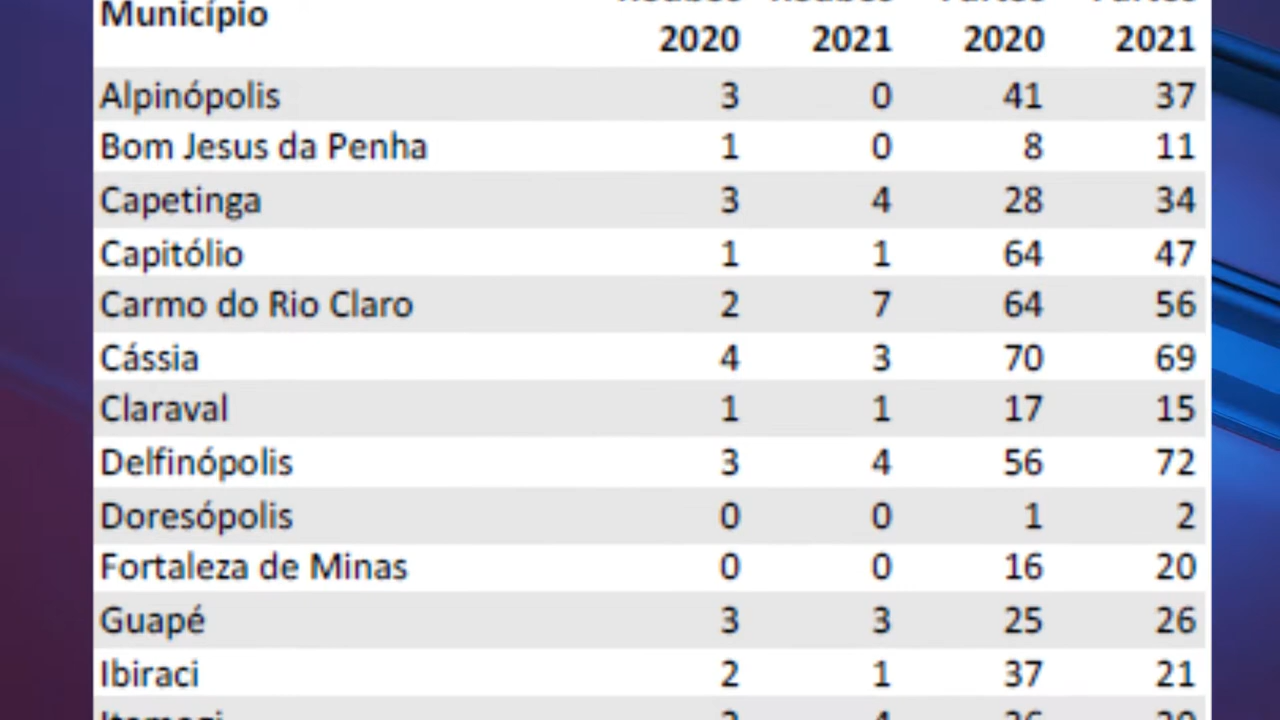 Município
2020 2021 2020 2021
Alpinópolis 3 0 41 37
Bom Jesus da Penha 1 0 8 11
Capetinga 3 4 28 34
Capitólio 1 1 64 47
Carmo do Rio Claro 2 7 64 56
Cássia 4 3 70 69
Claraval 1 1 17 15
Delfinópolis 3 4 56 72
Doresópolis 0 0 1 2
Fortaleza de Minas 0 0 16 20
Guapé 3 3 25 26
Ibiraci 2 1 37 21